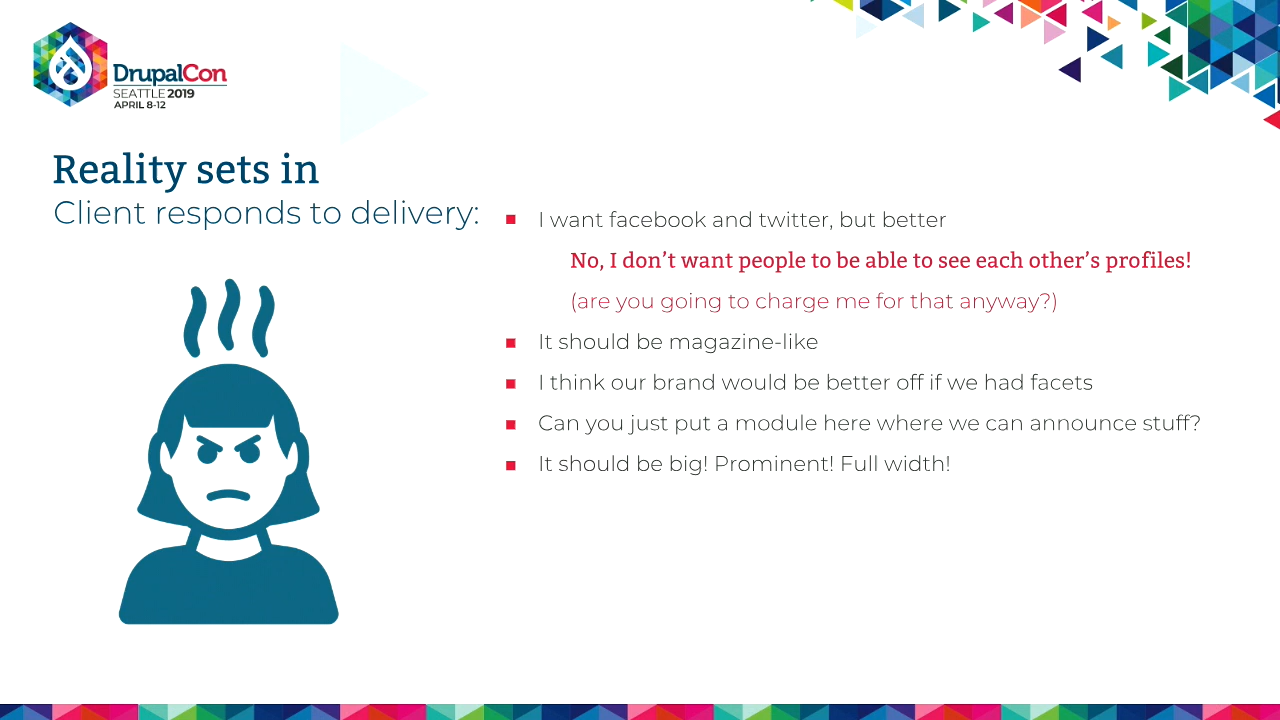 DrupalCon
SEATTLE 2019
APRIL 8-12
Reality sets in
Client responds to delivery:
I want facebook and twitter, but better
No, I don’t want people to be able to see each other’s profiles!
(are you going to charge me for that anyway?)
It should be magazine-like
I think our brand would be better off if we had facets
Can you just put a module here where we can announce stuff?
It should be big! Prominent! Full width!